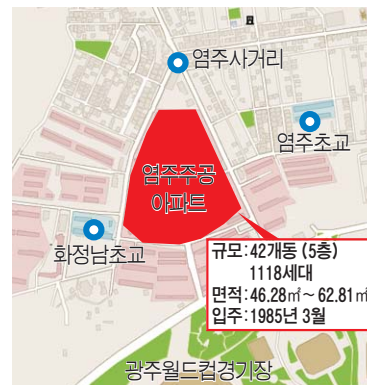 염주사거리
염주초교
염주주공
아파트
화정남초교
규모:42개동 (5층)
1118세대
면적:46.28㎡~62.81㎡
입주:1985년 3월
광주월드컵경기장